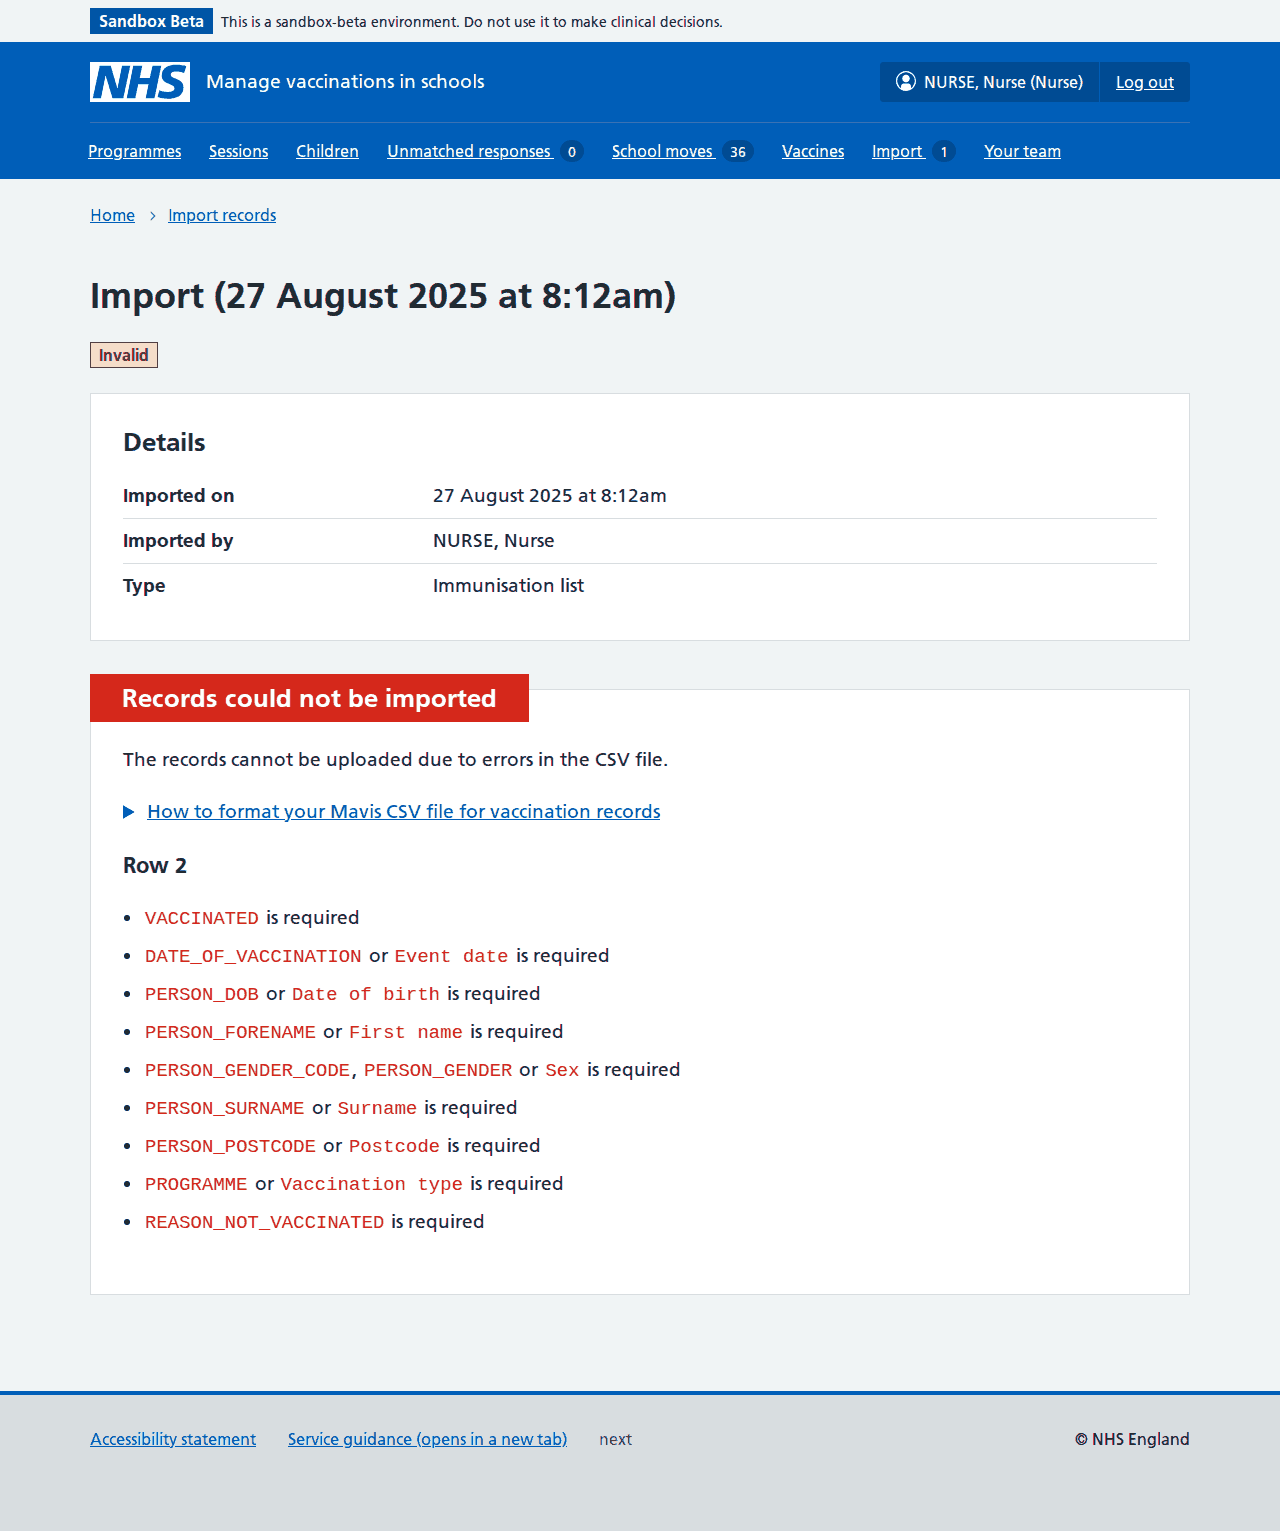 Sandbox Beta This is a sandbox-beta environment. Do not use it to make clinical decisions.
NHS Manage vaccinations in schools NURSE, Nurse (Nurse) Log out
Programmes Sessions Children Unmatched responses 0 School moves 36 Vaccines Import 1 Your team
Home Import records
Import (27 August 2025 at 8:12am)
Invalid
Details
Imported on 27 August 2025 at 8:12am
Imported by NURSE, Nurse
Type Immunisation list
Records could not be imported
The records cannot be uploaded due to errors in the CSV file.
How to format your Mavis CSV file for vaccination records
Row 2
VACCINATED is required
DATE_OF_VACCINATION or Event date is required
PERSON_DOB or Date of birth is required
PERSON_FORENAME or First name is required
PERSON_GENDER_CODE, PERSON_GENDER or Sex is required
PERSON_SURNAME or Surname is required
PERSON_POSTCODE or Postcode is required
PROGRAMME or Vaccination type is required
REASON_NOT_VACCINATED is required
Accessibility statement Service guidance (opens in a new tab) next © NHS England